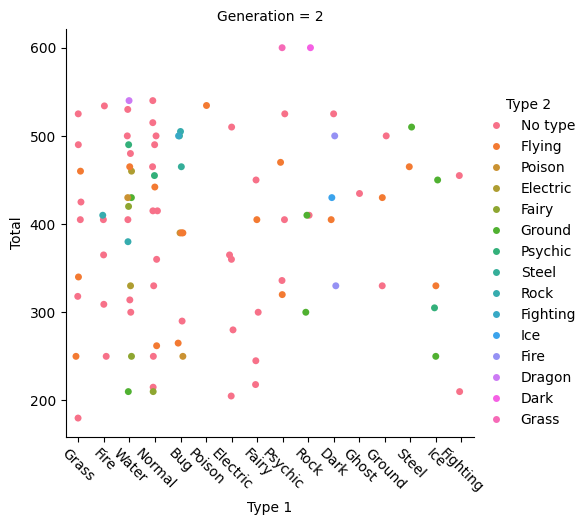 Generation = 2
600
500
400
300
200
Total
Grass
Fire
Water
Normal
Bug
Poison
Electric
Fairy
Psychic
Rock
Dark
Ghost
Ground
Steel
Ice
Fighting
Type 1
Type 2
No type
Flying
Poison
Electric
Fairy
Ground
Psychic
Steel
Rock
Fighting
Ice
Fire
Dragon
Dark
Grass